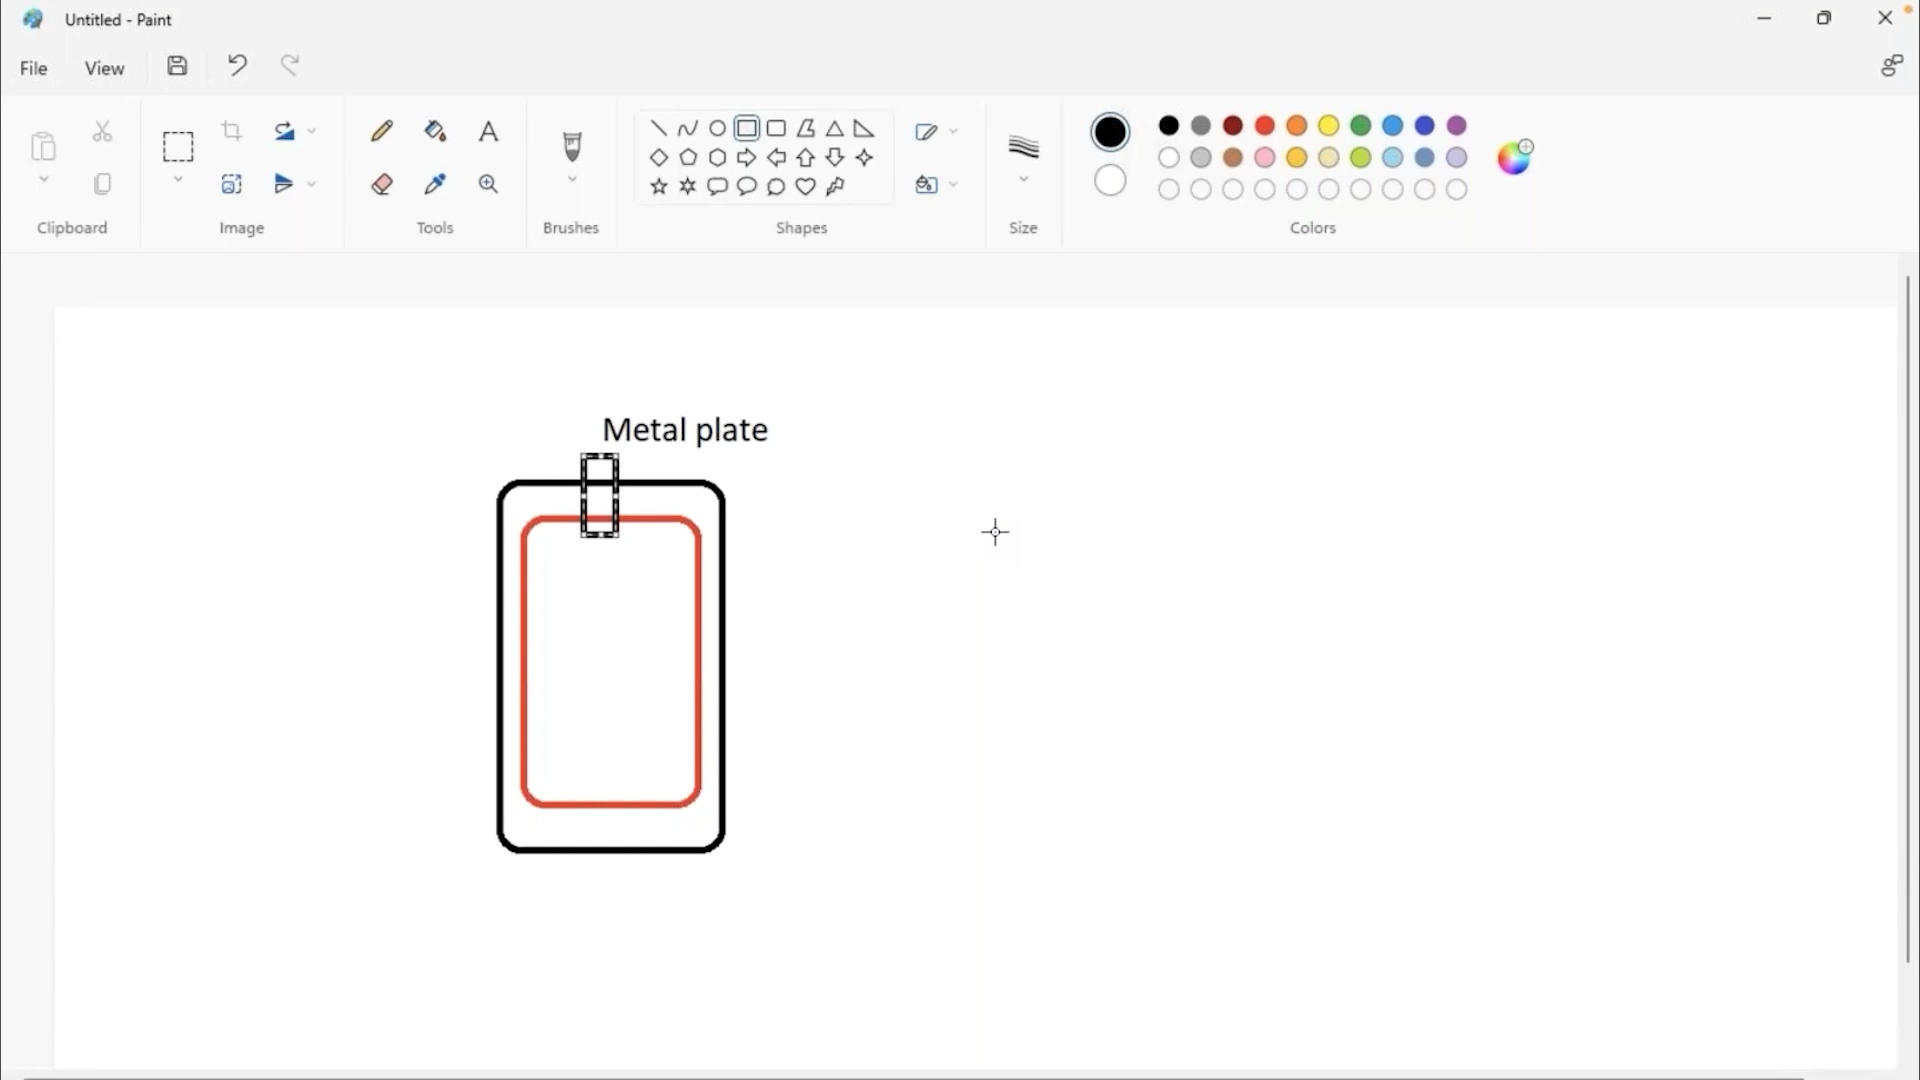 Untitled - Paint
File
View
Clipboard
Image
Tools
Brushes
Shapes
Size
Colors
Metal plate